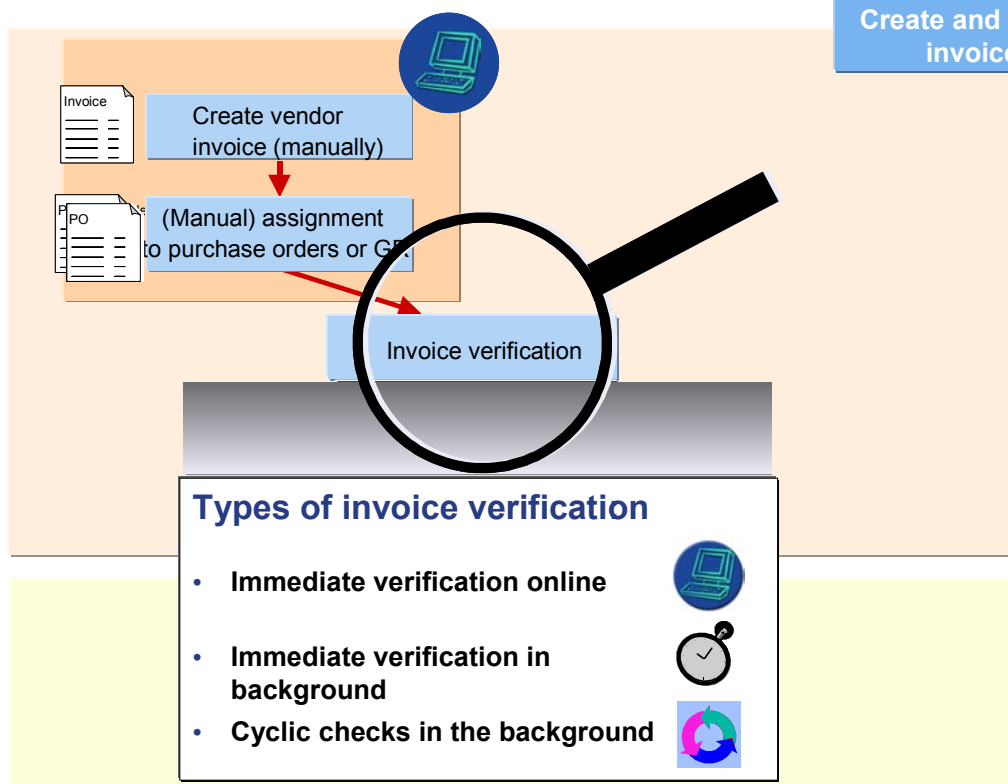 Create and
invoice
Invoice
Create vendor
invoice (manually)
PO
(Manual) assignment
to purchase orders or GR
Invoice verification
Types of invoice verification
• Immediate verification online
• Immediate verification in
background
• Cyclic checks in the background